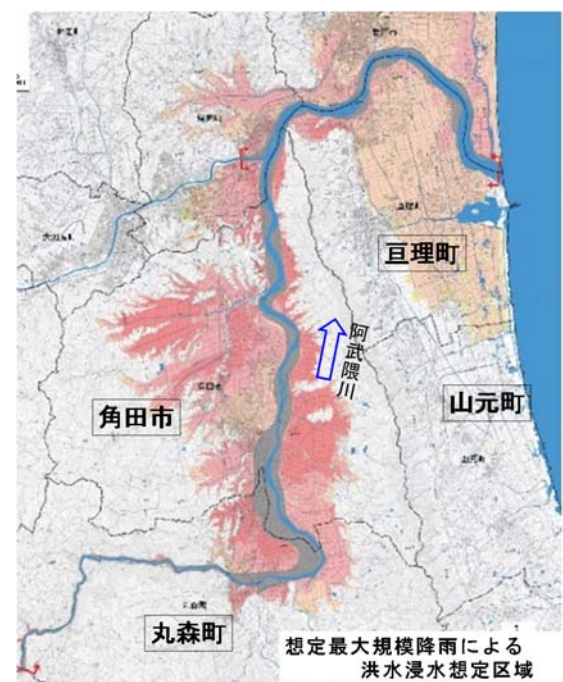 亘理町
阿武隈川
山元町
角田市
丸森町
想定最大規模降雨による
洪水浸水想定区域